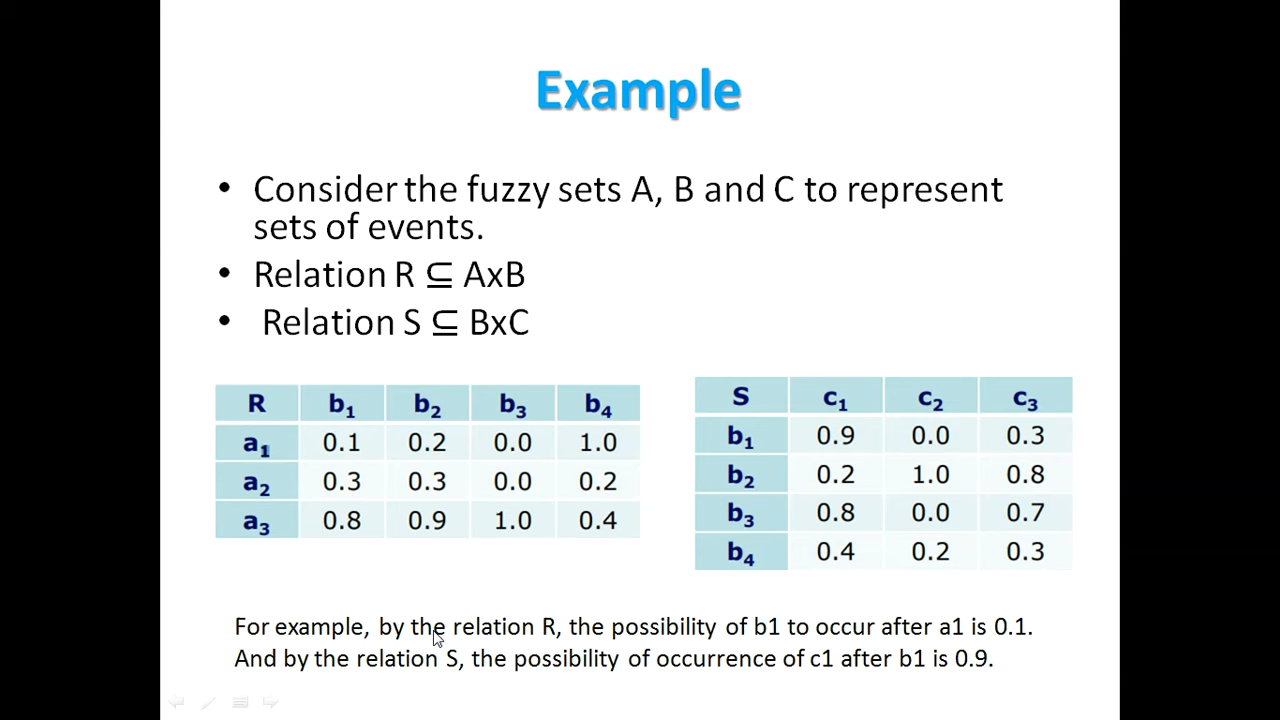 Example
• Consider the fuzzy sets A, B and C to represent
sets of events.
• Relation R ⊆ AxB
• Relation S ⊆ BxC
R b₁ b₂ b₃ b₄
a₁ 0.1 0.2 0.0 1.0
a₂ 0.3 0.3 0.0 0.2
a₃ 0.8 0.9 1.0 0.4
S c₁ c₂ c₃
b₁ 0.9 0.0 0.3
b₂ 0.2 1.0 0.8
b₃ 0.8 0.0 0.7
b₄ 0.4 0.2 0.3
For example, by the relation R, the possibility of b1 to occur after a1 is 0.1.
And by the relation S, the possibility of occurrence of c1 after b1 is 0.9.